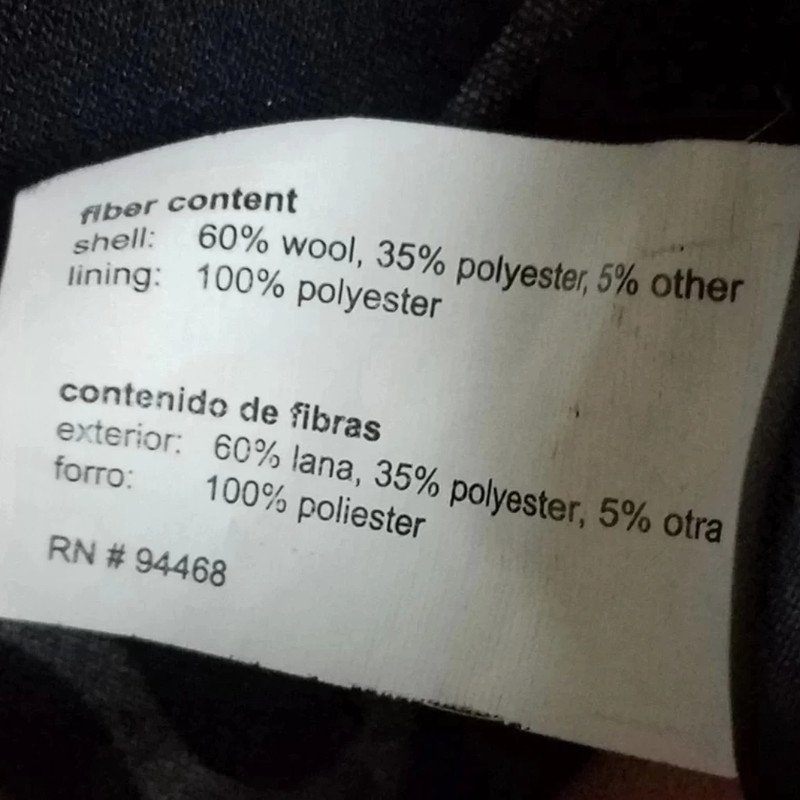 fiber content
shell: 60% wool, 35% polyester, 5% other
lining: 100% polyester
contenido de fibras
exterior: 60% lana, 35% polyester, 5% otra
forro: 100% poliester
RN # 94468